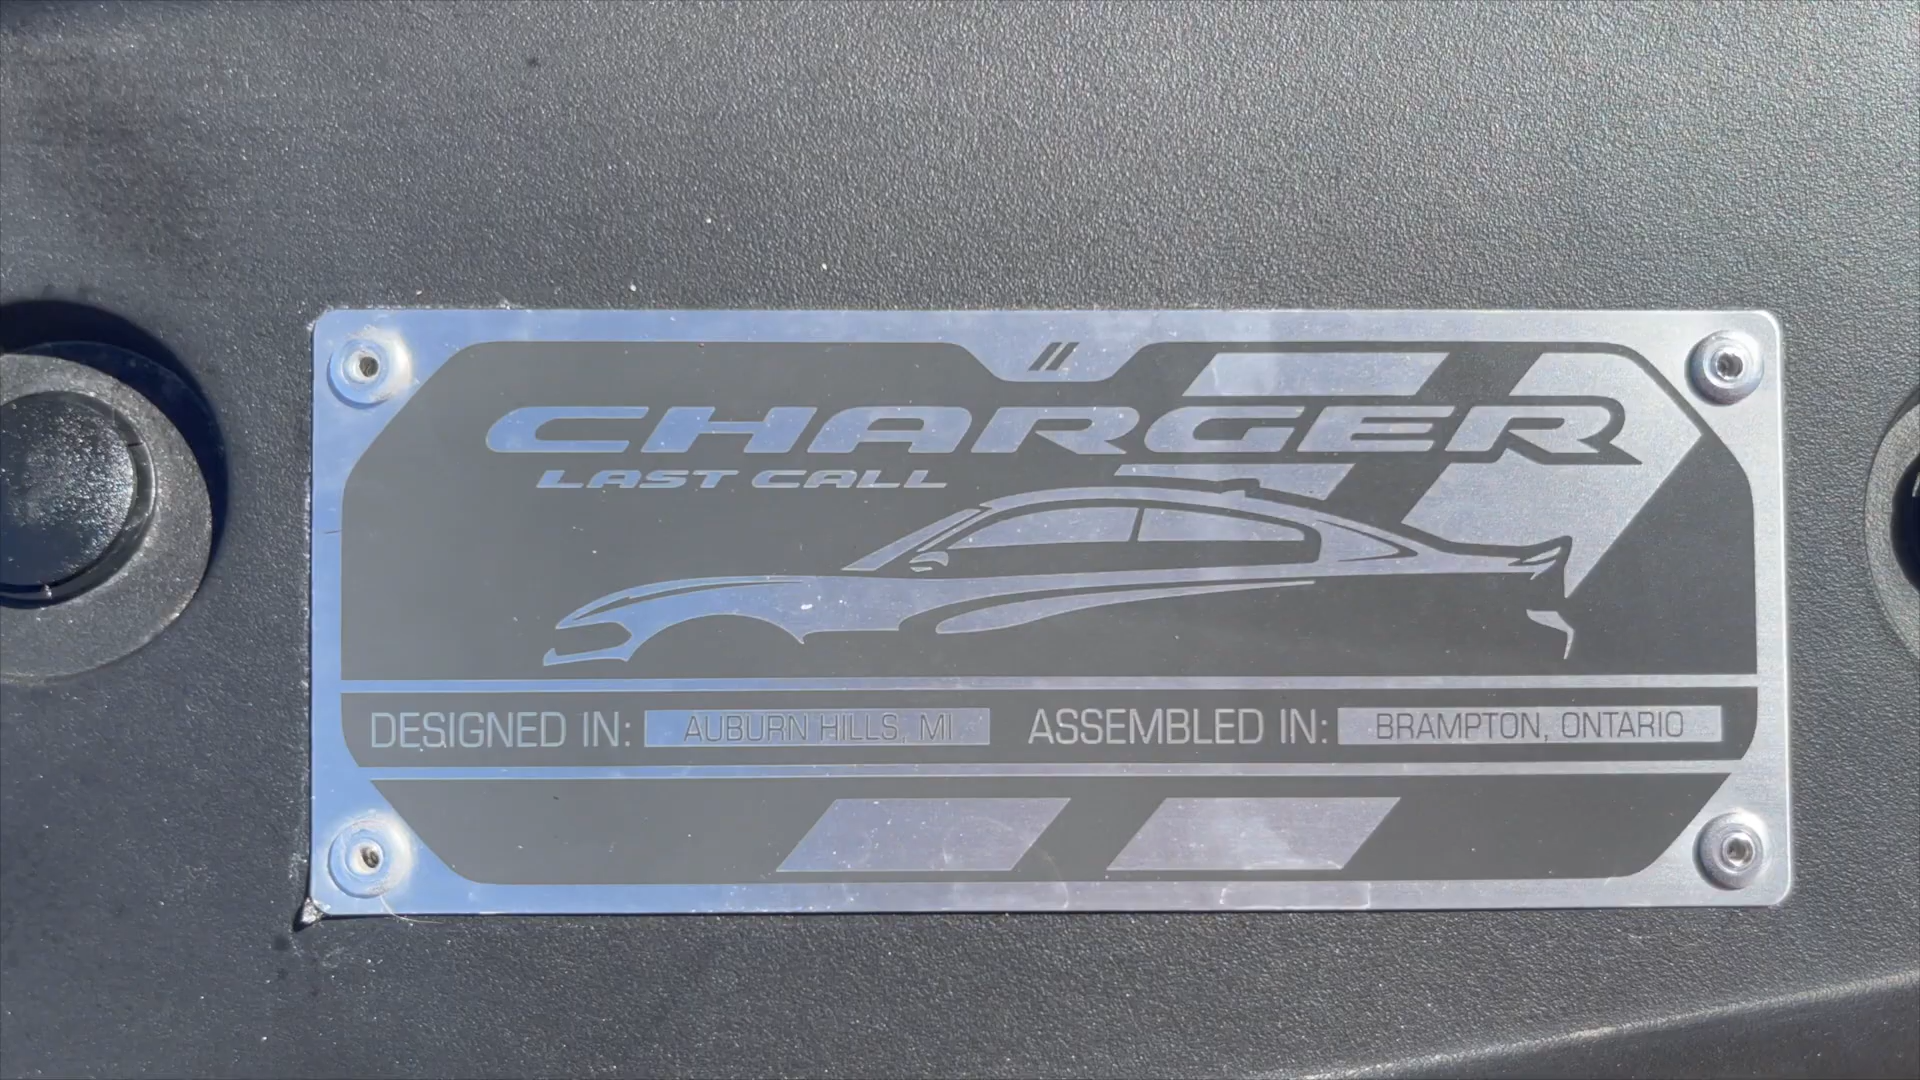 CHARGER
LAST CALL
DESIGNED IN: AUBURN HILLS, MI ASSEMBLED IN: BRAMPTON, ONTARIO